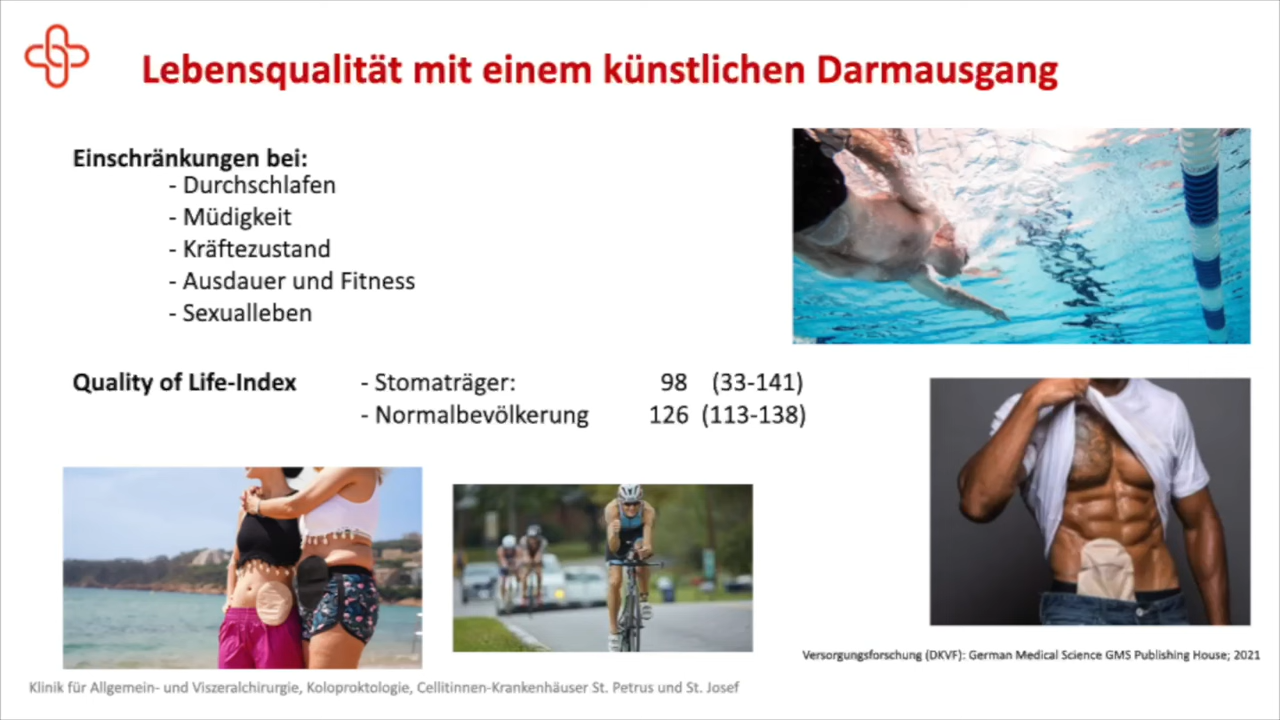 Lebensqualität mit einem künstlichen Darmausgang
Einschränkungen bei:
- Durchschlafen
- Müdigkeit
- Kräftezustand
- Ausdauer und Fitness
- Sexualleben
Quality of Life-Index - Stomaträger: 98 (33-141)
- Normalbevölkerung 126 (113-138)
Versorgungsforschung (DKVF): German Medical Science GMS Publishing House; 2021
Klinik für Allgemein- und Viszeralchirurgie, Koloproktologie, Cellitinnen-Krankenhäuser St. Petrus und St. Josef